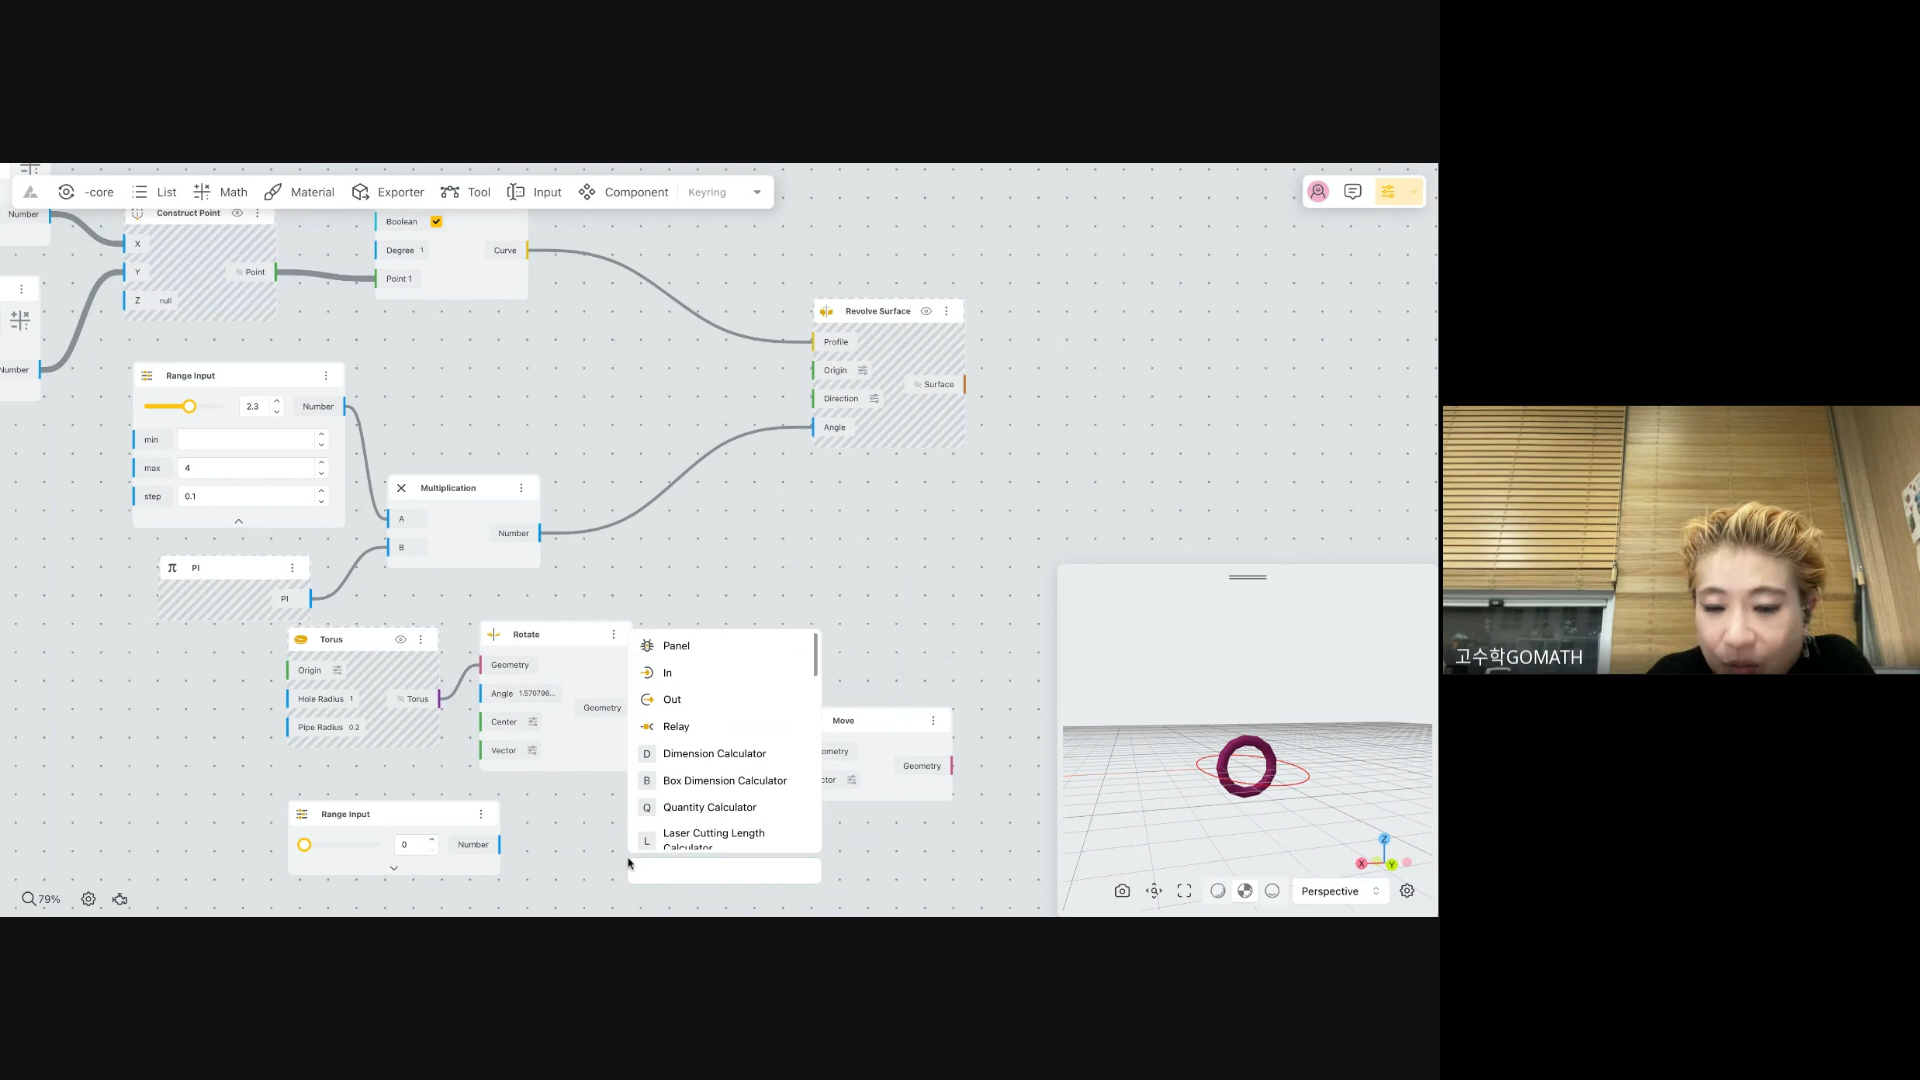 -core
List
Math
Material
Exporter
Tool
Input
Component
Keyring
Number
Construct Point
X
Y
Z null
Point
Boolean
Degree 1
Point 1
Curve
Number
Range Input
2.3
Number
min
max 4
step 0.1
Multiplication
A
B
Number
π PI
PI
Revolve Surface
Profile
Origin
Direction
Angle
Surface
Torus
Origin
Hole Radius 1
Pipe Radius 0.2
Torus
Rotate
Geometry
Angle 1.570796...
Center
Vector
Geometry
Panel
In
Out
Relay
D Dimension Calculator
B Box Dimension Calculator
Q Quantity Calculator
L Laser Cutting Length
Calculator
Move
ometry
ctor
Geometry
Range Input
0
Number
79%
Z
X
Y
Perspective
고수학GOMATH